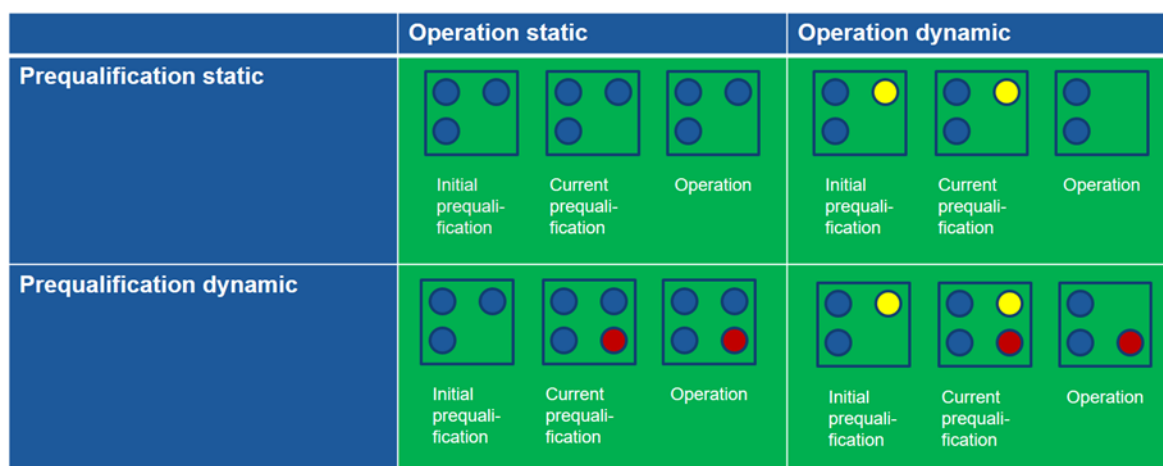 Operation static
Operation dynamic
Prequalification static
Initial
prequali-
fication
Current
prequali-
fication
Operation
Initial
prequali-
fication
Current
prequali-
fication
Operation
Prequalification dynamic
Initial
prequali-
fication
Current
prequali-
fication
Operation
Initial
prequali-
fication
Current
prequali-
fication
Operation